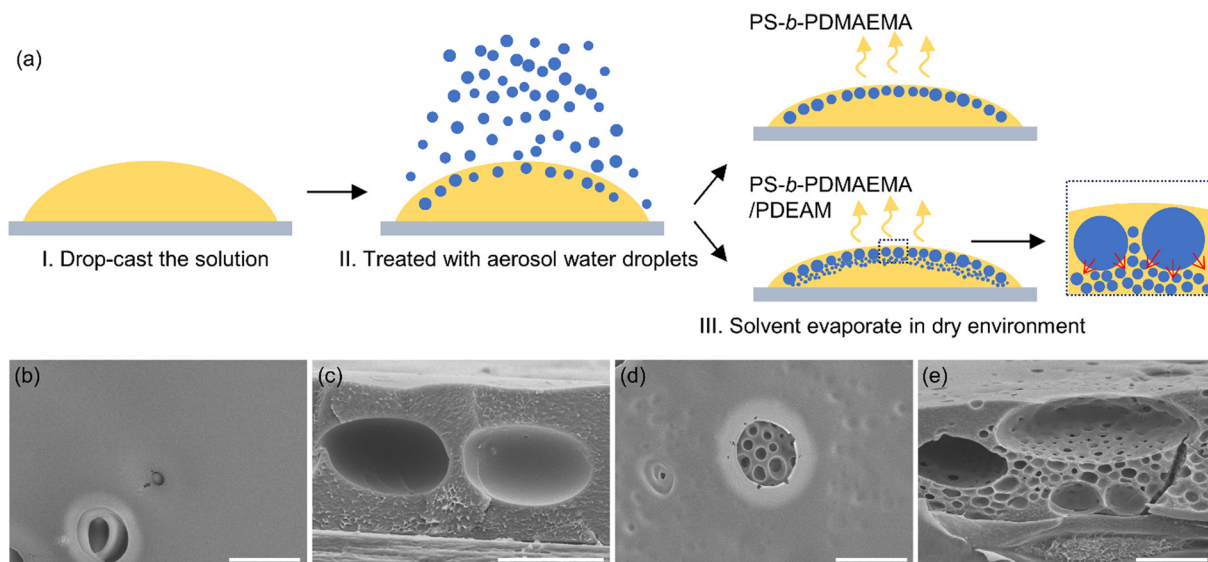 (a)
PS-b-PDMAEMA
PS-b-PDMAEMA
/PDEAM
I. Drop-cast the solution
II. Treated with aerosol water droplets
III. Solvent evaporate in dry environment
(b)
(c)
(d)
(e)